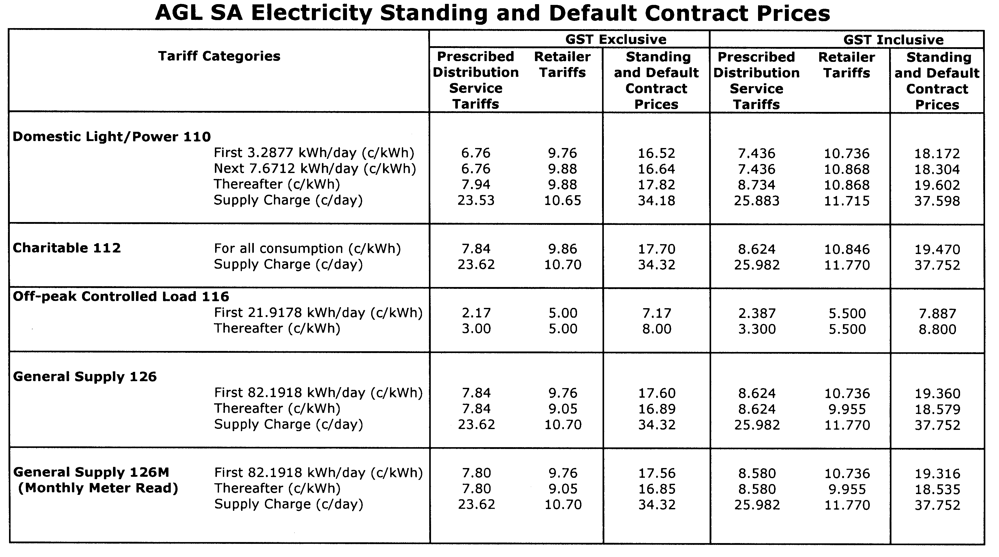 AGL SA Electricity Standing and Default Contract Prices
GST Exclusive GST Inclusive
Tariff Categories Prescribed Retailer Standing Prescribed Retailer Standing
Distribution Tariffs and Default Distribution Tariffs and Default
Service Contract Service Contract
Tariffs Prices Tariffs Prices
Domestic Light/Power 110
First 3.2877 kWh/day (c/kWh) 6.76 9.76 16.52 7.436 10.736 18.172
Next 7.6712 kWh/day (c/kWh) 6.76 9.88 16.64 7.436 10.868 18.304
Thereafter (c/kWh) 7.94 9.88 17.82 8.734 10.868 19.602
Supply Charge (c/day) 23.53 10.65 34.18 25.883 11.715 37.598
Charitable 112 For all consumption (c/kWh) 7.84 9.86 17.70 8.624 10.846 19.470
Supply Charge (c/day) 23.62 10.70 34.32 25.982 11.770 37.752
Off-peak Controlled Load 116
First 21.9178 kWh/day (c/kWh) 2.17 5.00 7.17 2.387 5.500 7.887
Thereafter (c/kWh) 3.00 5.00 8.00 3.300 5.500 8.800
General Supply 126
First 82.1918 kWh/day (c/kWh) 7.84 9.76 17.60 8.624 10.736 19.360
Thereafter (c/kWh) 7.84 9.05 16.89 8.624 9.955 18.579
Supply Charge (c/day) 23.62 10.70 34.32 25.982 11.770 37.752
General Supply 126M First 82.1918 kWh/day (c/kWh) 7.80 9.76 17.56 8.580 10.736 19.316
(Monthly Meter Read) Thereafter (c/kWh) 7.80 9.05 16.85 8.580 9.955 18.535
Supply Charge (c/day) 23.62 10.70 34.32 25.982 11.770 37.752